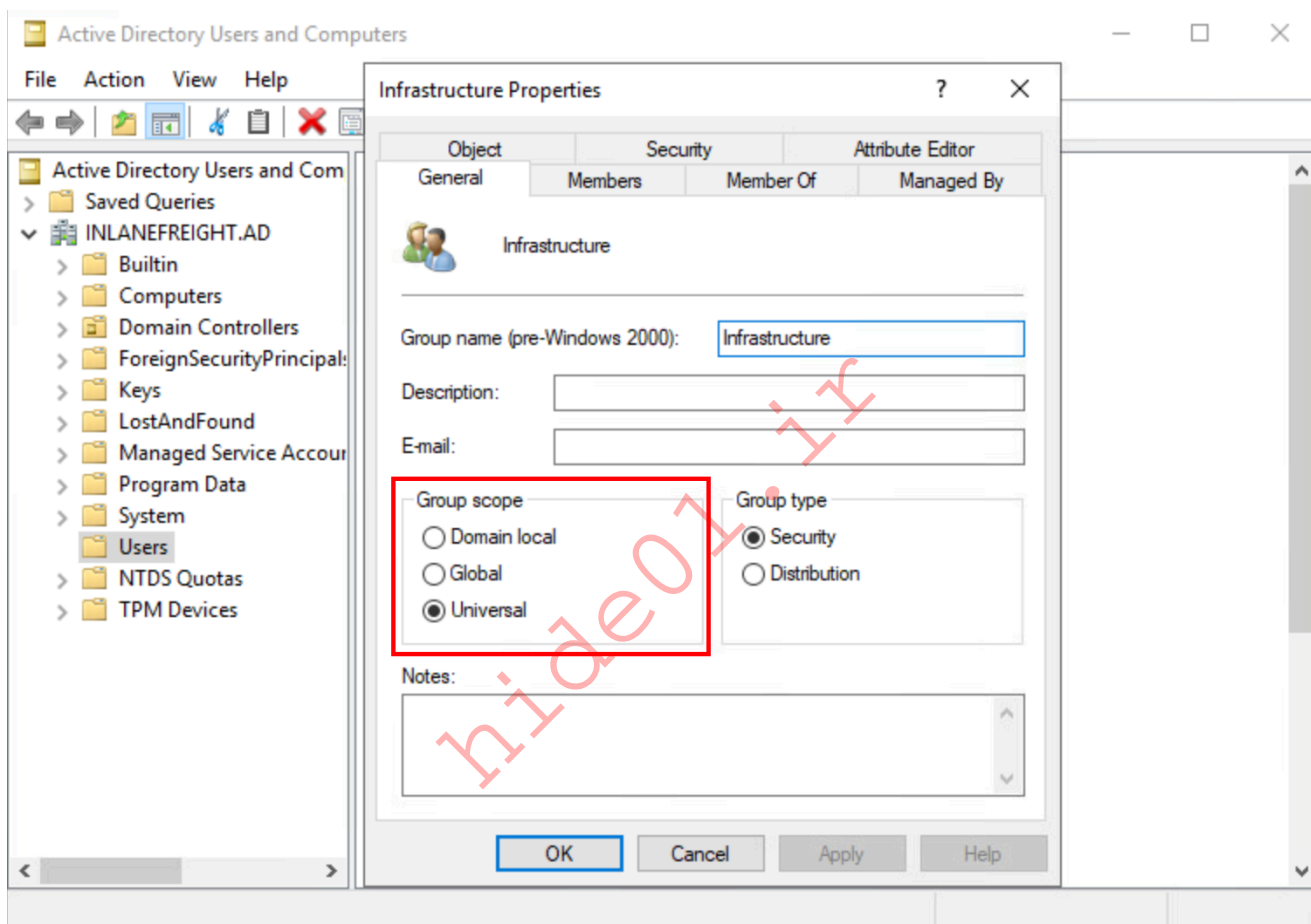 Active Directory Users and Computers
File Action View Help
Active Directory Users and Com
Saved Queries
INLANEFREIGHT.AD
Builtin
Computers
Domain Controllers
ForeignSecurityPrincipals
Keys
LostAndFound
Managed Service Accour
Program Data
System
Users
NTDS Quotas
TPM Devices
Infrastructure Properties
?
Object Security Attribute Editor
General Members Member Of Managed By
Infrastructure
Group name (pre-Windows 2000): Infrastructure
Description:
E-mail:
Group scope
Domain local
Global
Universal
Group type
Security
Distribution
Notes:
OK Cancel Apply Help
hide01.ir